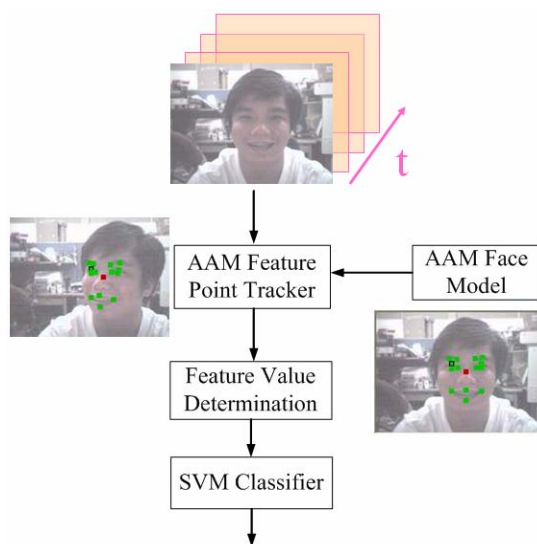 t
AAM Feature
Point Tracker
AAM Face
Model
Feature Value
Determination
SVM Classifier